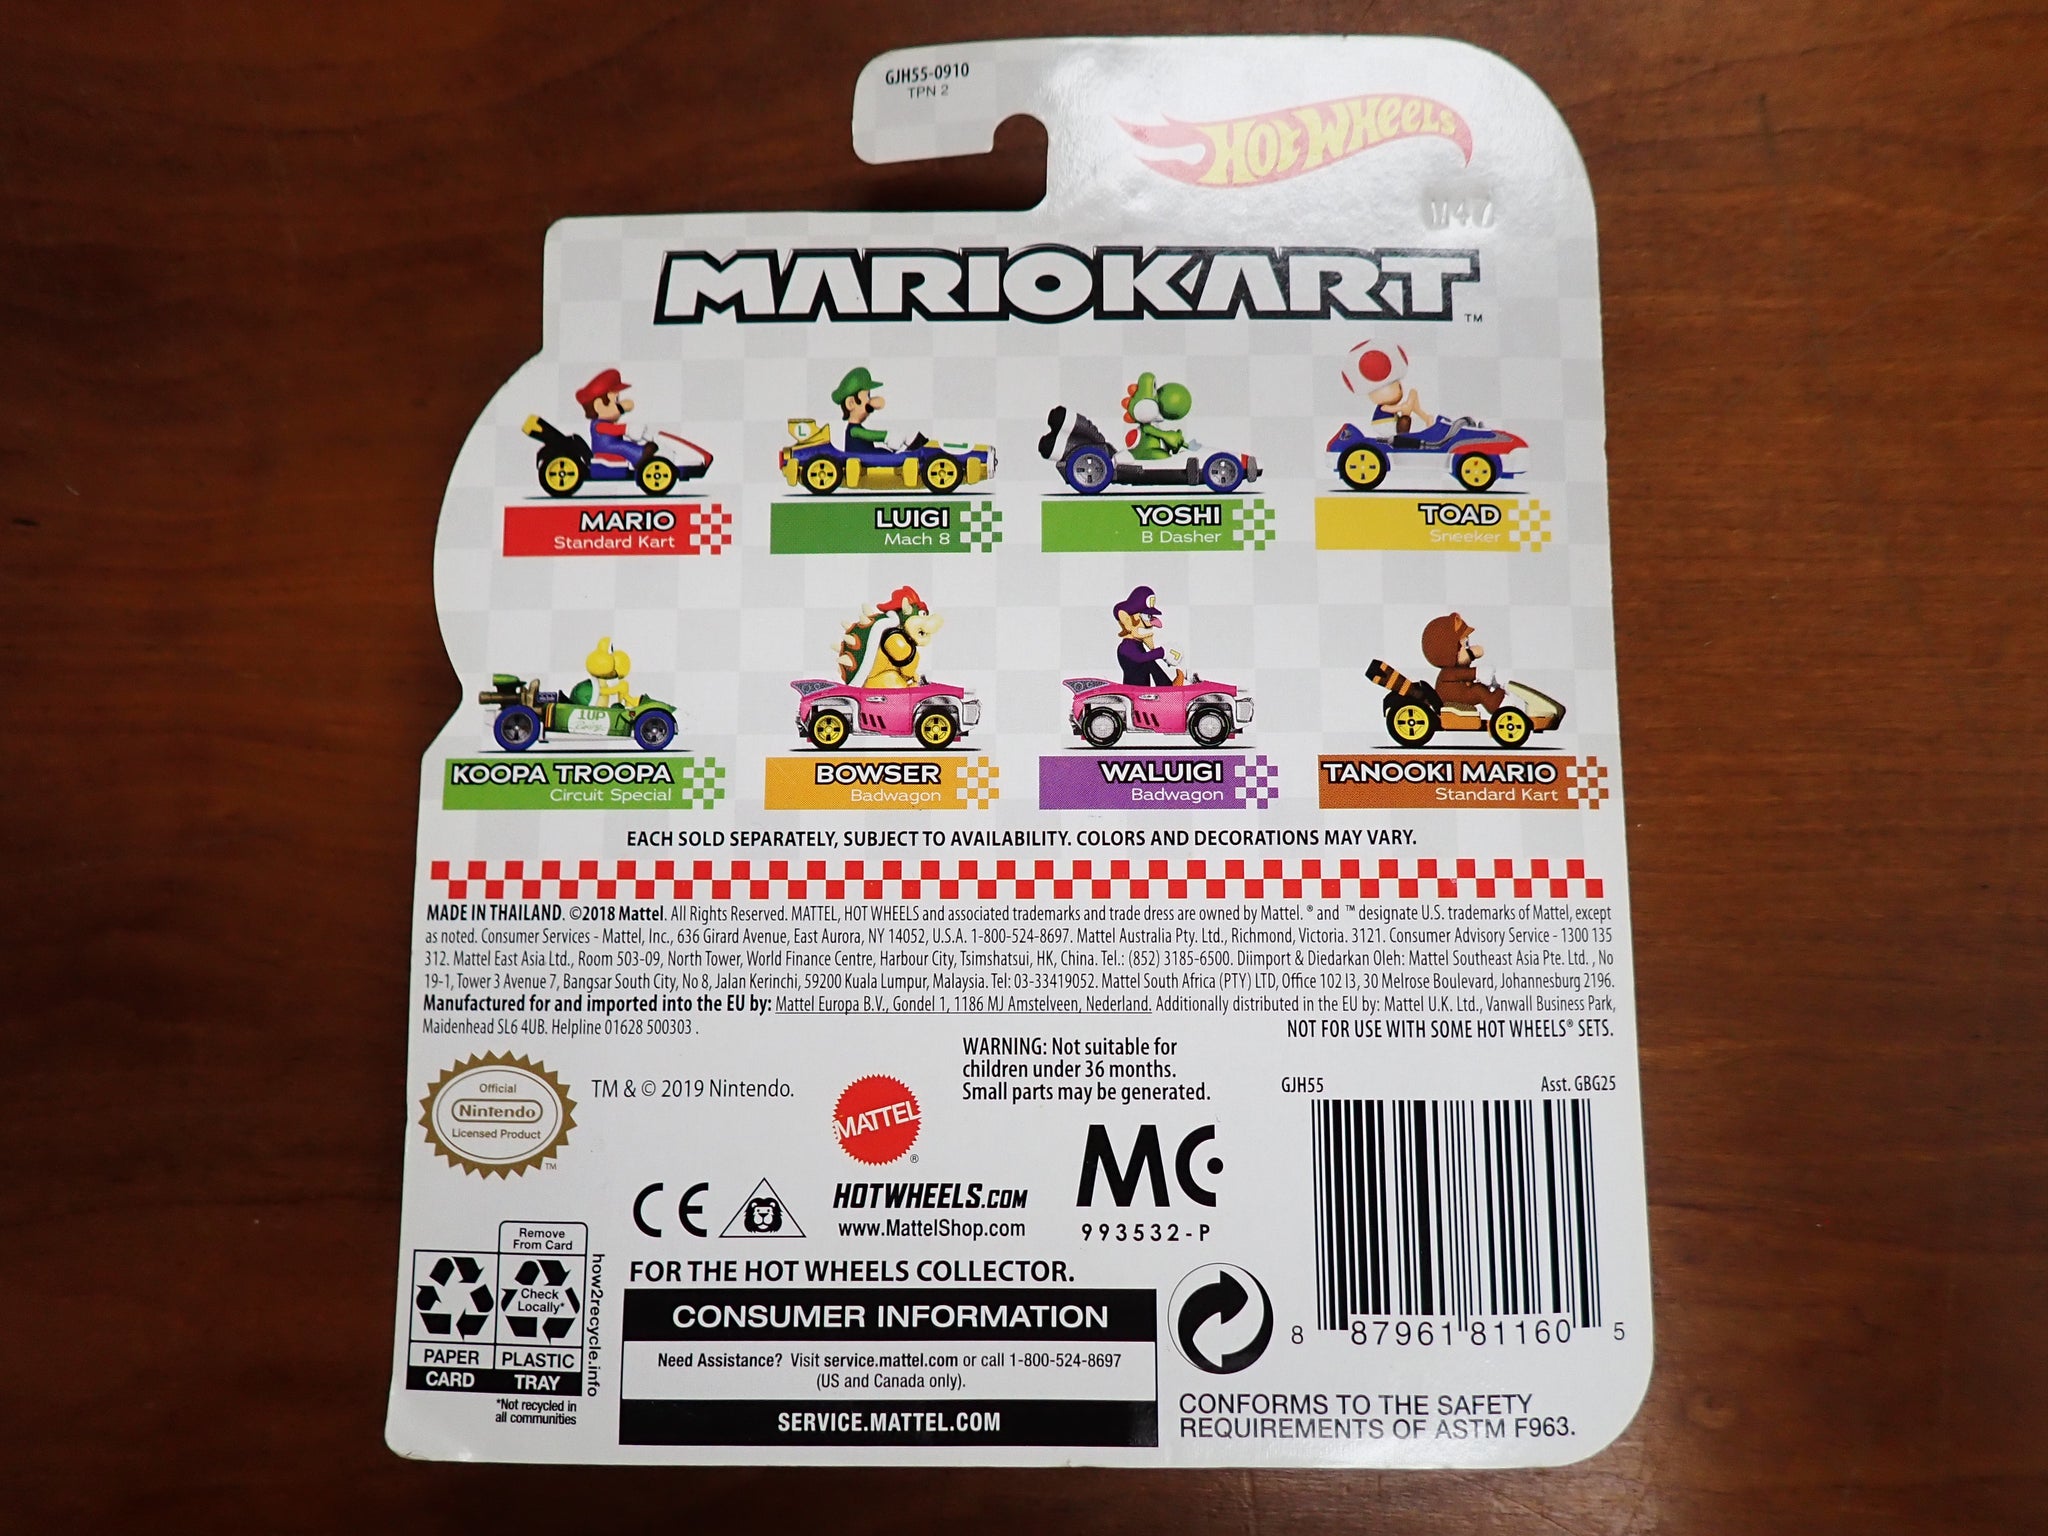 GJH55-0910
TPN 2
HOT WHEELS
M47
MARIOKART™
MARIO
Standard Kart
LUIGI
Mach 8
YOSHI
B Dasher
TOAD
Sneeker
KOOPA TROOPA
Circuit Special
BOWSER
Badwagon
WALUIGI
Badwagon
TANOOKI MARIO
Standard Kart
L
1UP
EACH SOLD SEPARATELY, SUBJECT TO AVAILABILITY. COLORS AND DECORATIONS MAY VARY.
MADE IN THAILAND. ©2018 Mattel. All Rights Reserved. MATTEL, HOT WHEELS and associated trademarks and trade dress are owned by Mattel. ® and ™ designate U.S. trademarks of Mattel, except
as noted. Consumer Services - Mattel, Inc., 636 Girard Avenue, East Aurora, NY 14052, U.S.A. 1-800-524-8697. Mattel Australia Pty. Ltd., Richmond, Victoria. 3121. Consumer Advisory Service - 1300 135
312. Mattel East Asia Ltd., Room 503-09, North Tower, World Finance Centre, Harbour City, Tsimshatsui, HK, China. Tel.: (852) 3185-6500. Diimport & Diedarkan Oleh: Mattel Southeast Asia Pte. Ltd. , No
19-1, Tower 3 Avenue 7, Bangsar South City, No 8, Jalan Kerinchi, 59200 Kuala Lumpur, Malaysia. Tel: 03-33419052. Mattel South Africa (PTY) LTD, Office 102 I3, 30 Melrose Boulevard, Johannesburg 2196.
Manufactured for and imported into the EU by: Mattel Europa B.V., Gondel 1, 1186 MJ Amstelveen, Nederland. Additionally distributed in the EU by: Mattel U.K. Ltd., Vanwall Business Park,
Maidenhead SL6 4UB. Helpline 01628 500303 .
NOT FOR USE WITH SOME HOT WHEELS® SETS.
Official
Nintendo
Licensed Product
™
TM & © 2019 Nintendo.
MATTEL®
WARNING: Not suitable for
children under 36 months.
Small parts may be generated.
GJH55
Asst. GBG25
CE
HOTWHEELS.COM
www.MattelShop.com
MC
993532-P
Remove
From Card
Check
Locally*
PAPER
CARD
PLASTIC
TRAY
how2recycle.info
*Not recycled in
all communities
FOR THE HOT WHEELS COLLECTOR.
CONSUMER INFORMATION
Need Assistance? Visit service.mattel.com or call 1-800-524-8697
(US and Canada only).
SERVICE.MATTEL.COM
8 87961 81160 5
CONFORMS TO THE SAFETY
REQUIREMENTS OF ASTM F963.